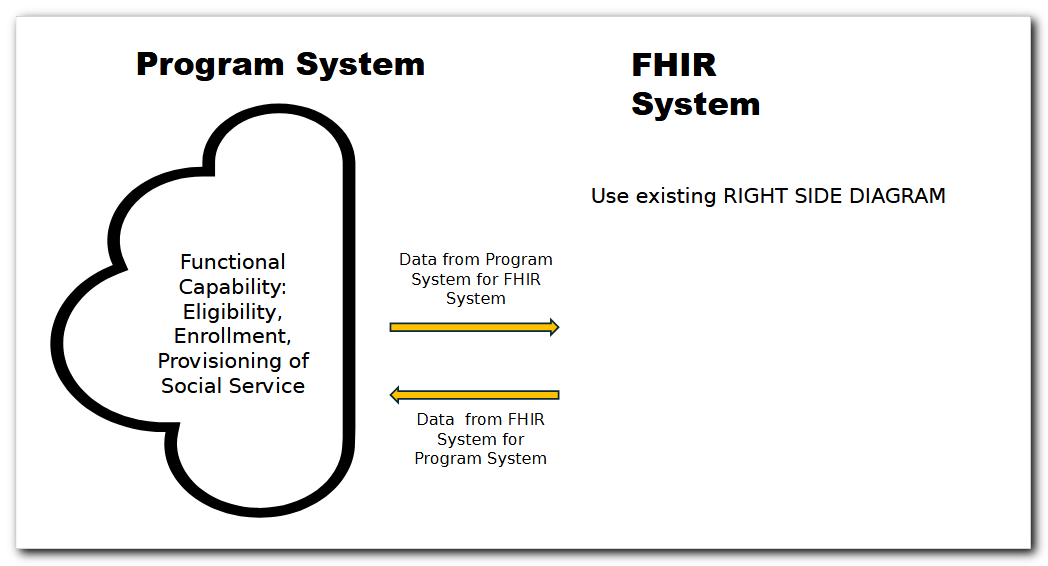 Program System
FHIR
System
Use existing RIGHT SIDE DIAGRAM
Functional
Capability:
Eligibility,
Enrollment,
Provisioning of
Social Service
Data from Program
System for FHIR
System
Data  from FHIR
System for
Program System